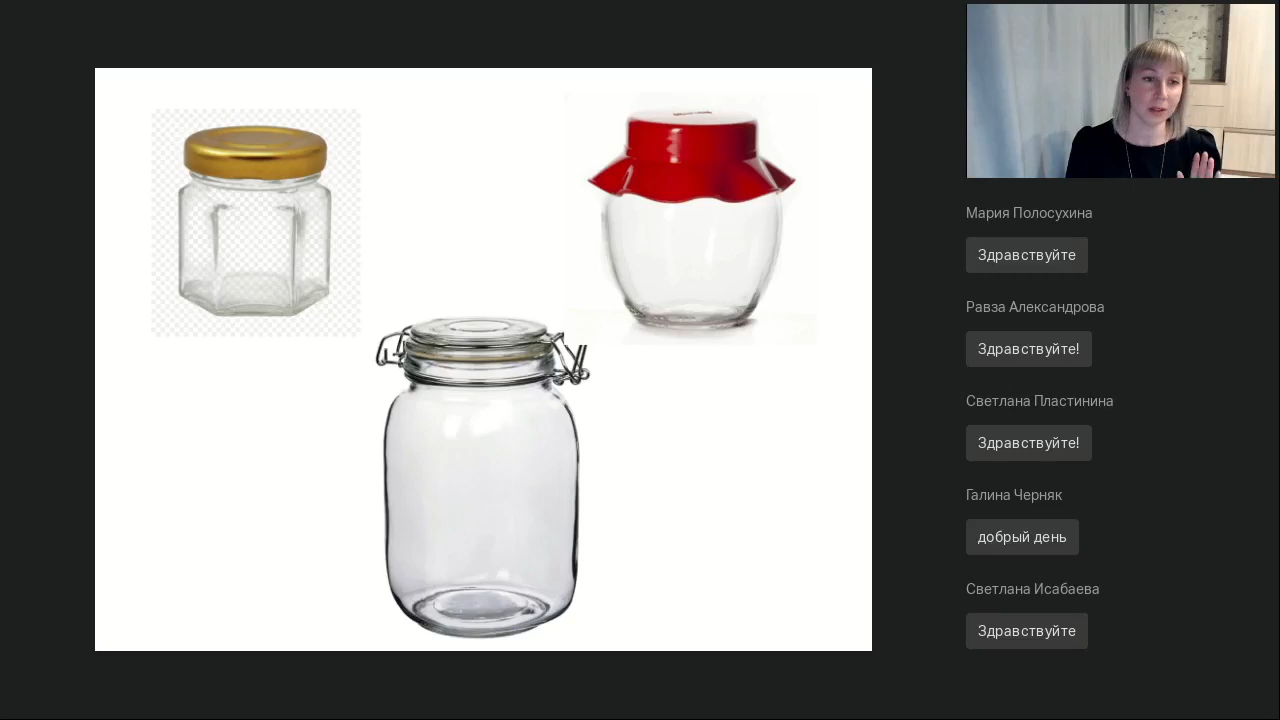 Мария Полосухина
Здравствуйте
Равза Александрова
Здравствуйте!
Светлана Пластинина
Здравствуйте!
Галина Черняк
добрый день
Светлана Исабаева
Здравствуйте